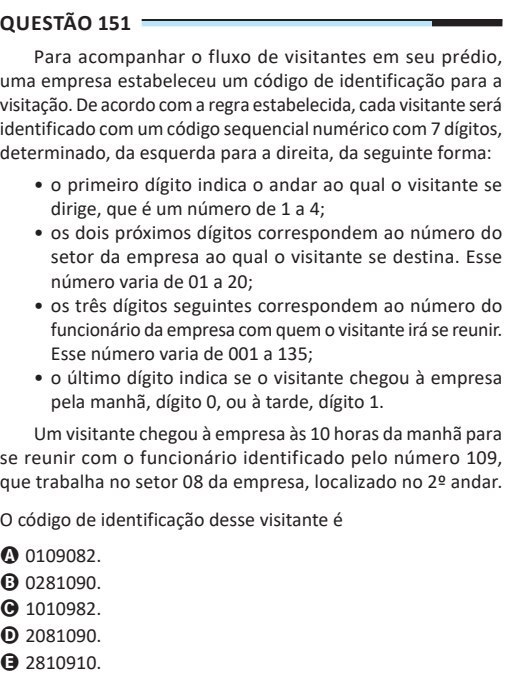 QUESTÃO 151
Para acompanhar o fluxo de visitantes em seu prédio,
uma empresa estabeleceu um código de identificação para a
visitação. De acordo com a regra estabelecida, cada visitante será
identificado com um código sequencial numérico com 7 dígitos,
determinado, da esquerda para a direita, da seguinte forma:
• o primeiro dígito indica o andar ao qual o visitante se
dirige, que é um número de 1 a 4;
• os dois próximos dígitos correspondem ao número do
setor da empresa ao qual o visitante se destina. Esse
número varia de 01 a 20;
• os três dígitos seguintes correspondem ao número do
funcionário da empresa com quem o visitante irá se reunir.
Esse número varia de 001 a 135;
• o último dígito indica se o visitante chegou à empresa
pela manhã, dígito 0, ou à tarde, dígito 1.
Um visitante chegou à empresa às 10 horas da manhã para
se reunir com o funcionário identificado pelo número 109,
que trabalha no setor 08 da empresa, localizado no 2º andar.
O código de identificação desse visitante é
A 0109082.
B 0281090.
C 1010982.
D 2081090.
E 2810910.